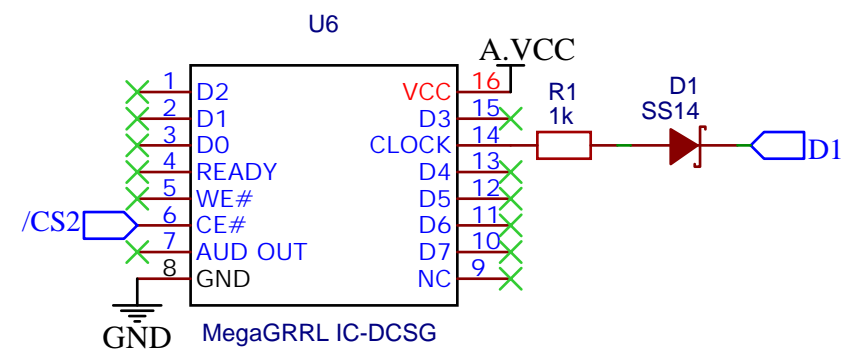 U6
A.VCC
1 D2 VCC 16
2 D1 D3 15
3 D0 CLOCK 14
4 READY D4 13
5 WE# D5 12
/CS2 6 CE# D6 11
7 AUD OUT D7 10
8 GND NC 9
GND
MegaGRRL IC-DCSG
R1
1k
D1
SS14
D1